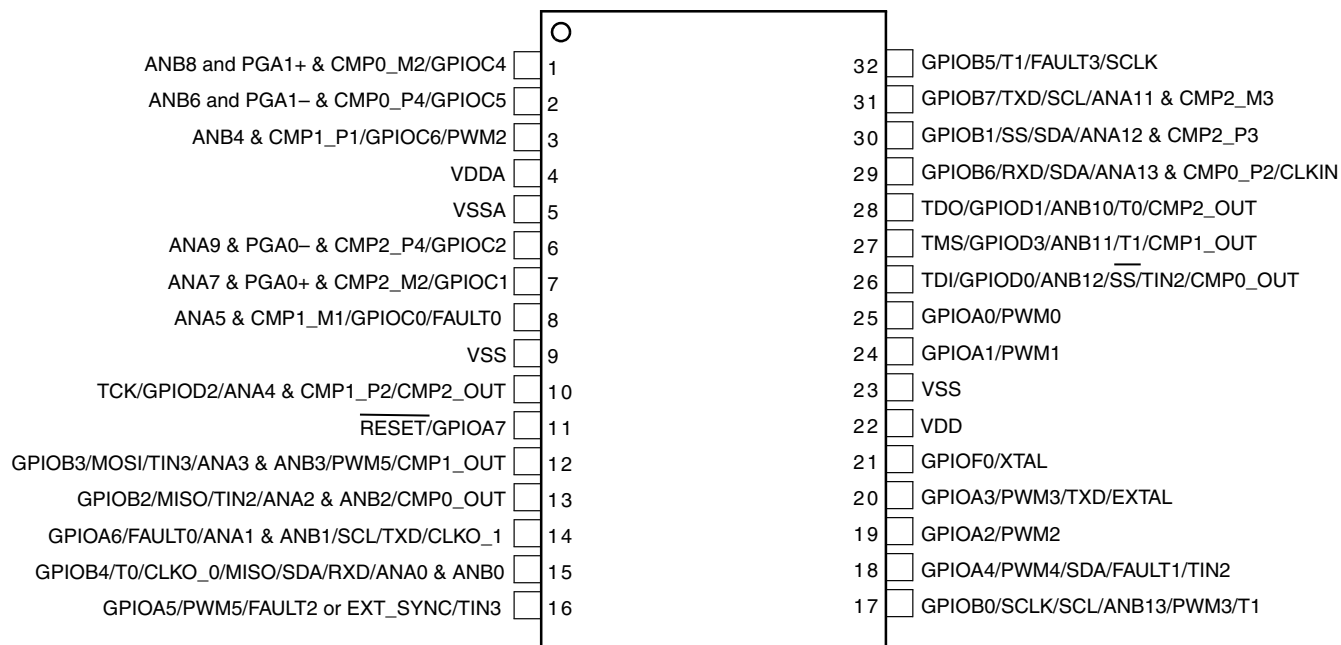 ANB8 and PGA1+ & CMP0_M2/GPIOC4 1
ANB6 and PGA1– & CMP0_P4/GPIOC5 2
ANB4 & CMP1_P1/GPIOC6/PWM2 3
VDDA 4
VSSA 5
ANA9 & PGA0– & CMP2_P4/GPIOC2 6
ANA7 & PGA0+ & CMP2_M2/GPIOC1 7
ANA5 & CMP1_M1/GPIOC0/FAULT0 8
VSS 9
TCK/GPIOD2/ANA4 & CMP1_P2/CMP2_OUT 10
RESET/GPIOA7 11
GPIOB3/MOSI/TIN3/ANA3 & ANB3/PWM5/CMP1_OUT 12
GPIOB2/MISO/TIN2/ANA2 & ANB2/CMP0_OUT 13
GPIOA6/FAULT0/ANA1 & ANB1/SCL/TXD/CLKO_1 14
GPIOB4/T0/CLKO_0/MISO/SDA/RXD/ANA0 & ANB0 15
GPIOA5/PWM5/FAULT2 or EXT_SYNC/TIN3 16
32 GPIOB5/T1/FAULT3/SCLK
31 GPIOB7/TXD/SCL/ANA11 & CMP2_M3
30 GPIOB1/SS/SDA/ANA12 & CMP2_P3
29 GPIOB6/RXD/SDA/ANA13 & CMP0_P2/CLKIN
28 TDO/GPIOD1/ANB10/T0/CMP2_OUT
27 TMS/GPIOD3/ANB11/T1/CMP1_OUT
26 TDI/GPIOD0/ANB12/SS/TIN2/CMP0_OUT
25 GPIOA0/PWM0
24 GPIOA1/PWM1
23 VSS
22 VDD
21 GPIOF0/XTAL
20 GPIOA3/PWM3/TXD/EXTAL
19 GPIOA2/PWM2
18 GPIOA4/PWM4/SDA/FAULT1/TIN2
17 GPIOB0/SCLK/SCL/ANB13/PWM3/T1